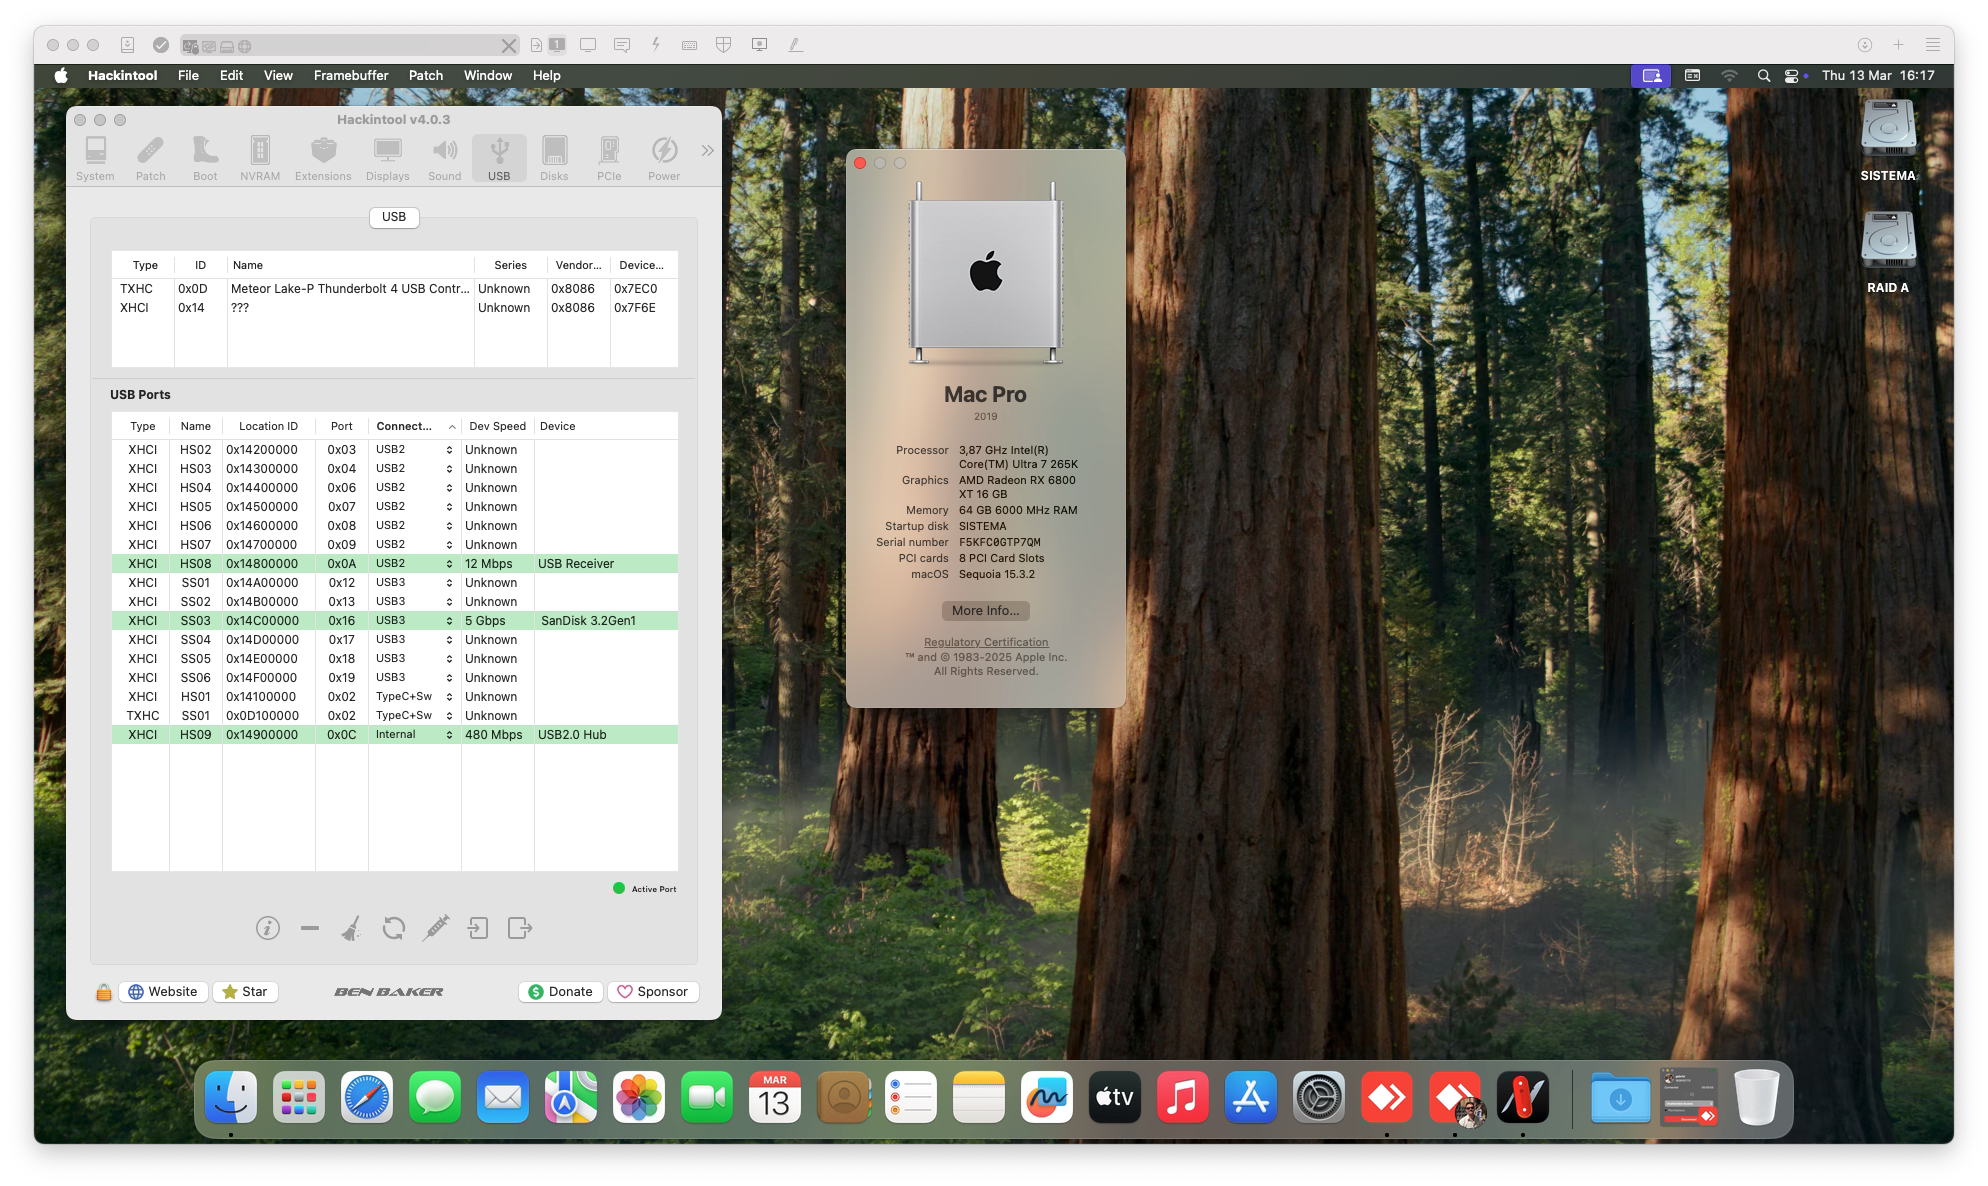 1
Hackintool File Edit View Framebuffer Patch Window Help Thu 13 Mar 16:17
Hackintool v4.0.3
System Patch Boot NVRAM Extensions Displays Sound USB Disks PCIe Power
USB
Type ID Name Series Vendor... Device...
TXHC 0x0D Meteor Lake-P Thunderbolt 4 USB Contr... Unknown 0x8086 0x7EC0
XHCI 0x14 ??? Unknown 0x8086 0x7F6E
USB Ports
Type Name Location ID Port Connect... Dev Speed Device
XHCI HS02 0x14200000 0x03 USB2 Unknown
XHCI HS03 0x14300000 0x04 USB2 Unknown
XHCI HS04 0x14400000 0x06 USB2 Unknown
XHCI HS05 0x14500000 0x07 USB2 Unknown
XHCI HS06 0x14600000 0x08 USB2 Unknown
XHCI HS07 0x14700000 0x09 USB2 Unknown
XHCI HS08 0x14800000 0x0A USB2 12 Mbps USB Receiver
XHCI SS01 0x14A00000 0x12 USB3 Unknown
XHCI SS02 0x14B00000 0x13 USB3 Unknown
XHCI SS03 0x14C00000 0x16 USB3 5 Gbps SanDisk 3.2Gen1
XHCI SS04 0x14D00000 0x17 USB3 Unknown
XHCI SS05 0x14E00000 0x18 USB3 Unknown
XHCI SS06 0x14F00000 0x19 USB3 Unknown
XHCI HS01 0x14100000 0x02 TypeC+Sw Unknown
TXHC SS01 0x0D100000 0x02 TypeC+Sw Unknown
XHCI HS09 0x14900000 0x0C Internal 480 Mbps USB2.0 Hub
Active Port
Website Star BEN BAKER Donate Sponsor
Mac Pro
2019
Processor 3,87 GHz Intel(R)
Core(TM) Ultra 7 265K
Graphics AMD Radeon RX 6800
XT 16 GB
Memory 64 GB 6000 MHz RAM
Startup disk SISTEMA
Serial number F5KFC0GTP7QM
PCI cards 8 PCI Card Slots
macOS Sequoia 15.3.2
More Info...
Regulatory Certification
™ and © 1983-2025 Apple Inc.
All Rights Reserved.
SISTEMA
RAID A
MAR
13
tv